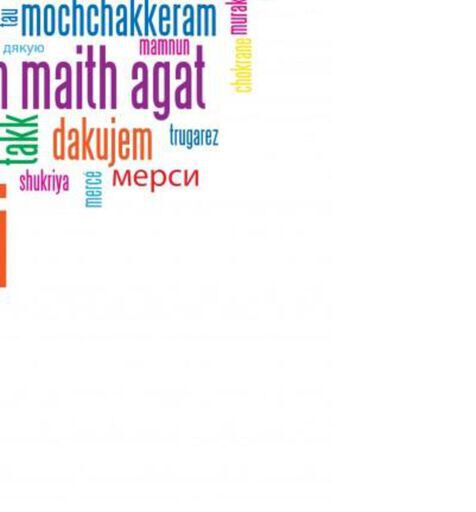 tau
mochchakkeram
murak
дякую
mamnun
chokrane
maith agat
takk
dakujem
trugarez
shukriya
merce
мерси